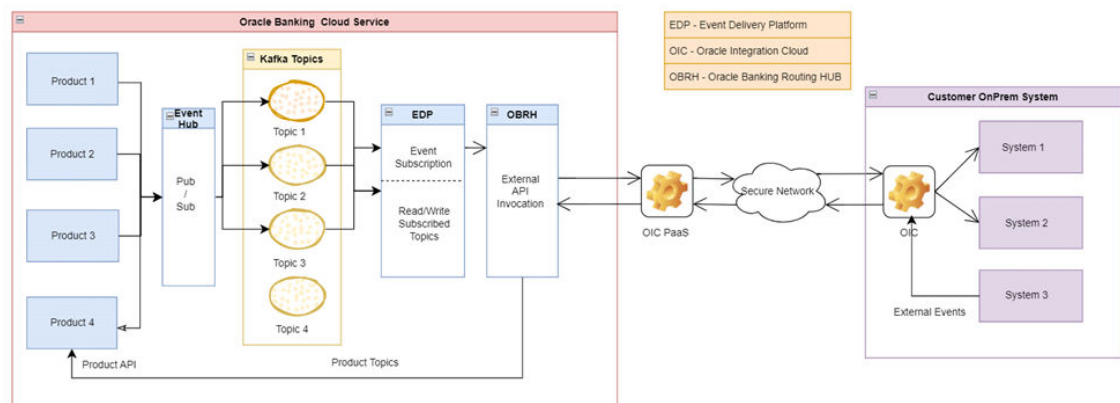 Oracle Banking Cloud Service
Product 1
Product 2
Product 3
Product 4
Product API
Event
Hub
Pub
/
Sub
Kafka Topics
Topic 1
Topic 2
Topic 3
Topic 4
EDP
Event
Subscription
Read/Write
Subscribed
Topics
OBRH
External
API
Invocation
Product Topics
EDP - Event Delivery Platform
OIC - Oracle Integration Cloud
OBRH - Oracle Banking Routing HUB
OIC PaaS
Secure Network
Customer OnPrem System
OIC
System 1
System 2
System 3
External Events